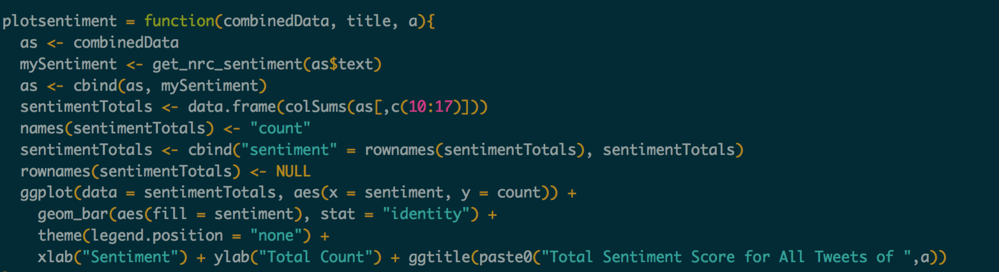 plotsentiment = function(combinedData, title, a){
  as <- combinedData
  mySentiment <- get_nrc_sentiment(as$text)
  as <- cbind(as, mySentiment)
  sentimentTotals <- data.frame(colSums(as[,c(10:17)]))
  names(sentimentTotals) <- "count"
  sentimentTotals <- cbind("sentiment" = rownames(sentimentTotals), sentimentTotals)
  rownames(sentimentTotals) <- NULL
  ggplot(data = sentimentTotals, aes(x = sentiment, y = count)) +
    geom_bar(aes(fill = sentiment), stat = "identity") +
    theme(legend.position = "none") +
    xlab("Sentiment") + ylab("Total Count") + ggtitle(paste0("Total Sentiment Score for All Tweets of ",a))